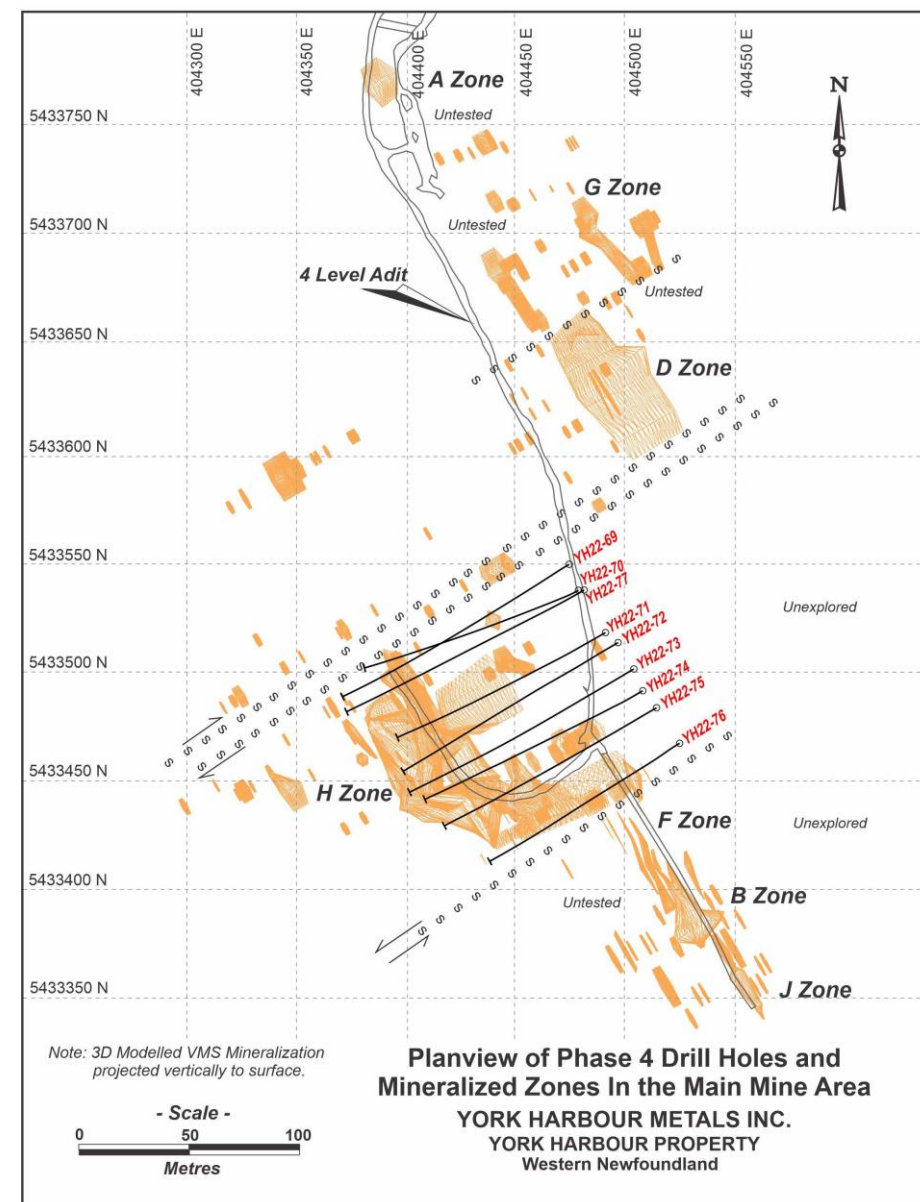 404300 E
404350 E
404400 E
404450 E
404500 E
404550 E
A Zone
N
5433750 N
Untested
G Zone
5433700 N
Untested
4 Level Adit
Untested
5433650 N
D Zone
5433600 N
5433550 N
YH22-69
YH22-70
YH22-77
Unexplored
YH22-71
YH22-72
5433500 N
YH22-73
YH22-74
YH22-75
YH22-76
5433450 N
H Zone
F Zone
Unexplored
5433400 N
B Zone
Untested
5433350 N
J Zone
Note: 3D Modelled VMS Mineralization
projected vertically to surface.
- Scale -
0 50 100
Metres
Planview of Phase 4 Drill Holes and
Mineralized Zones In the Main Mine Area
YORK HARBOUR METALS INC.
YORK HARBOUR PROPERTY
Western Newfoundland